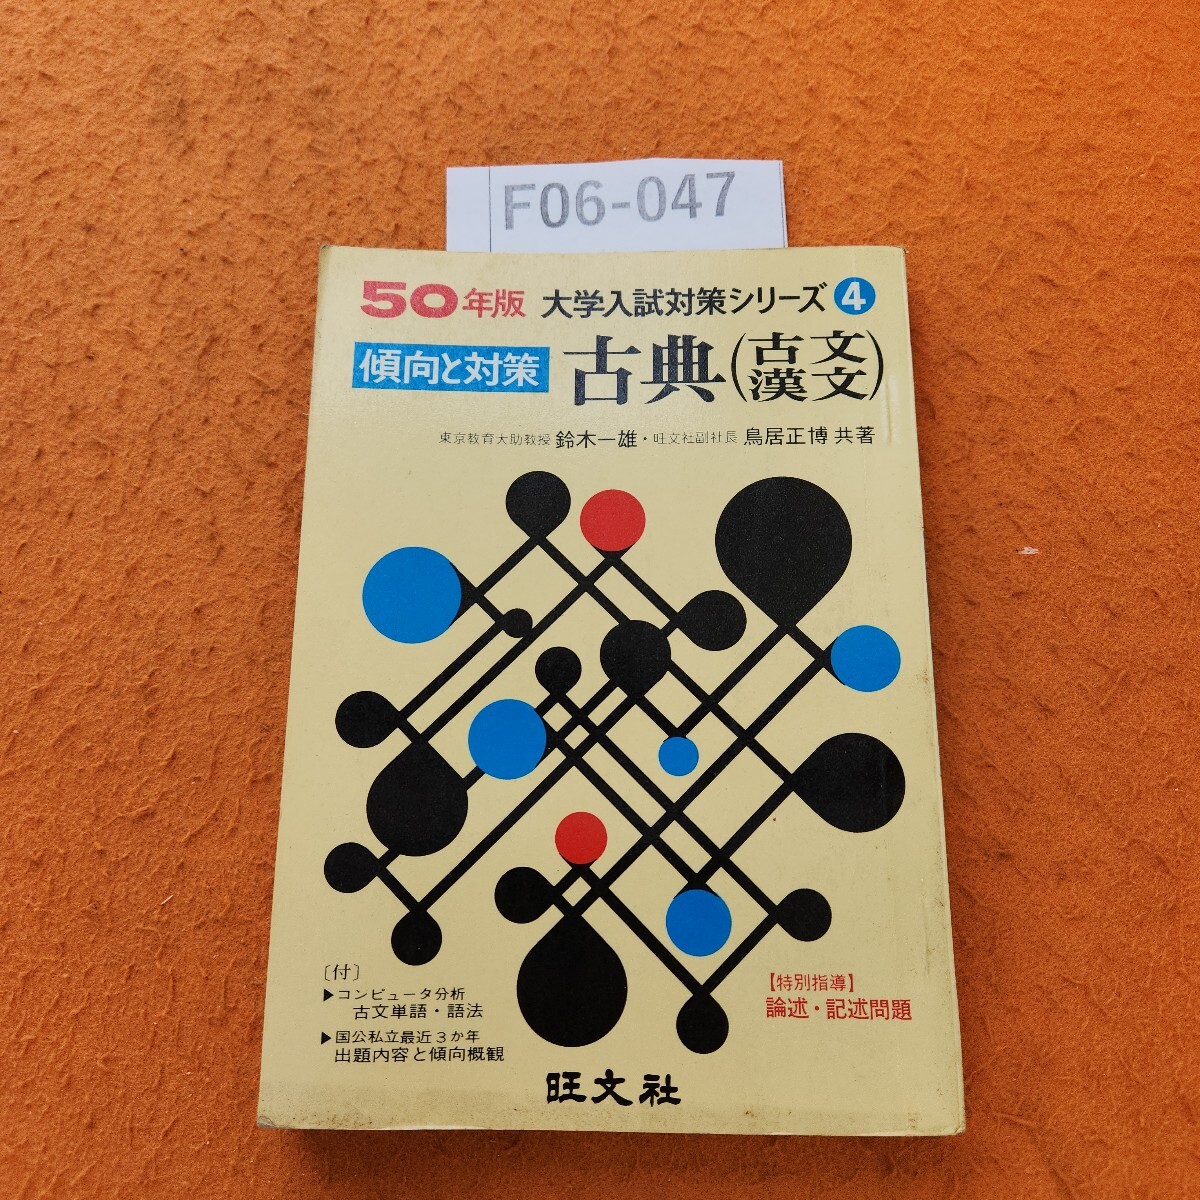 F06-047
50年版 大学入試対策シリーズ4
傾向と対策 古典(古文漢文)
東京教育大助教授 鈴木一雄・旺文社副社長 鳥居正博 共著
〔付〕
▶コンピュータ分析
古文単語・語法
▶国公私立最近3か年
出題内容と傾向概観
【特別指導】
論述・記述問題
旺文社